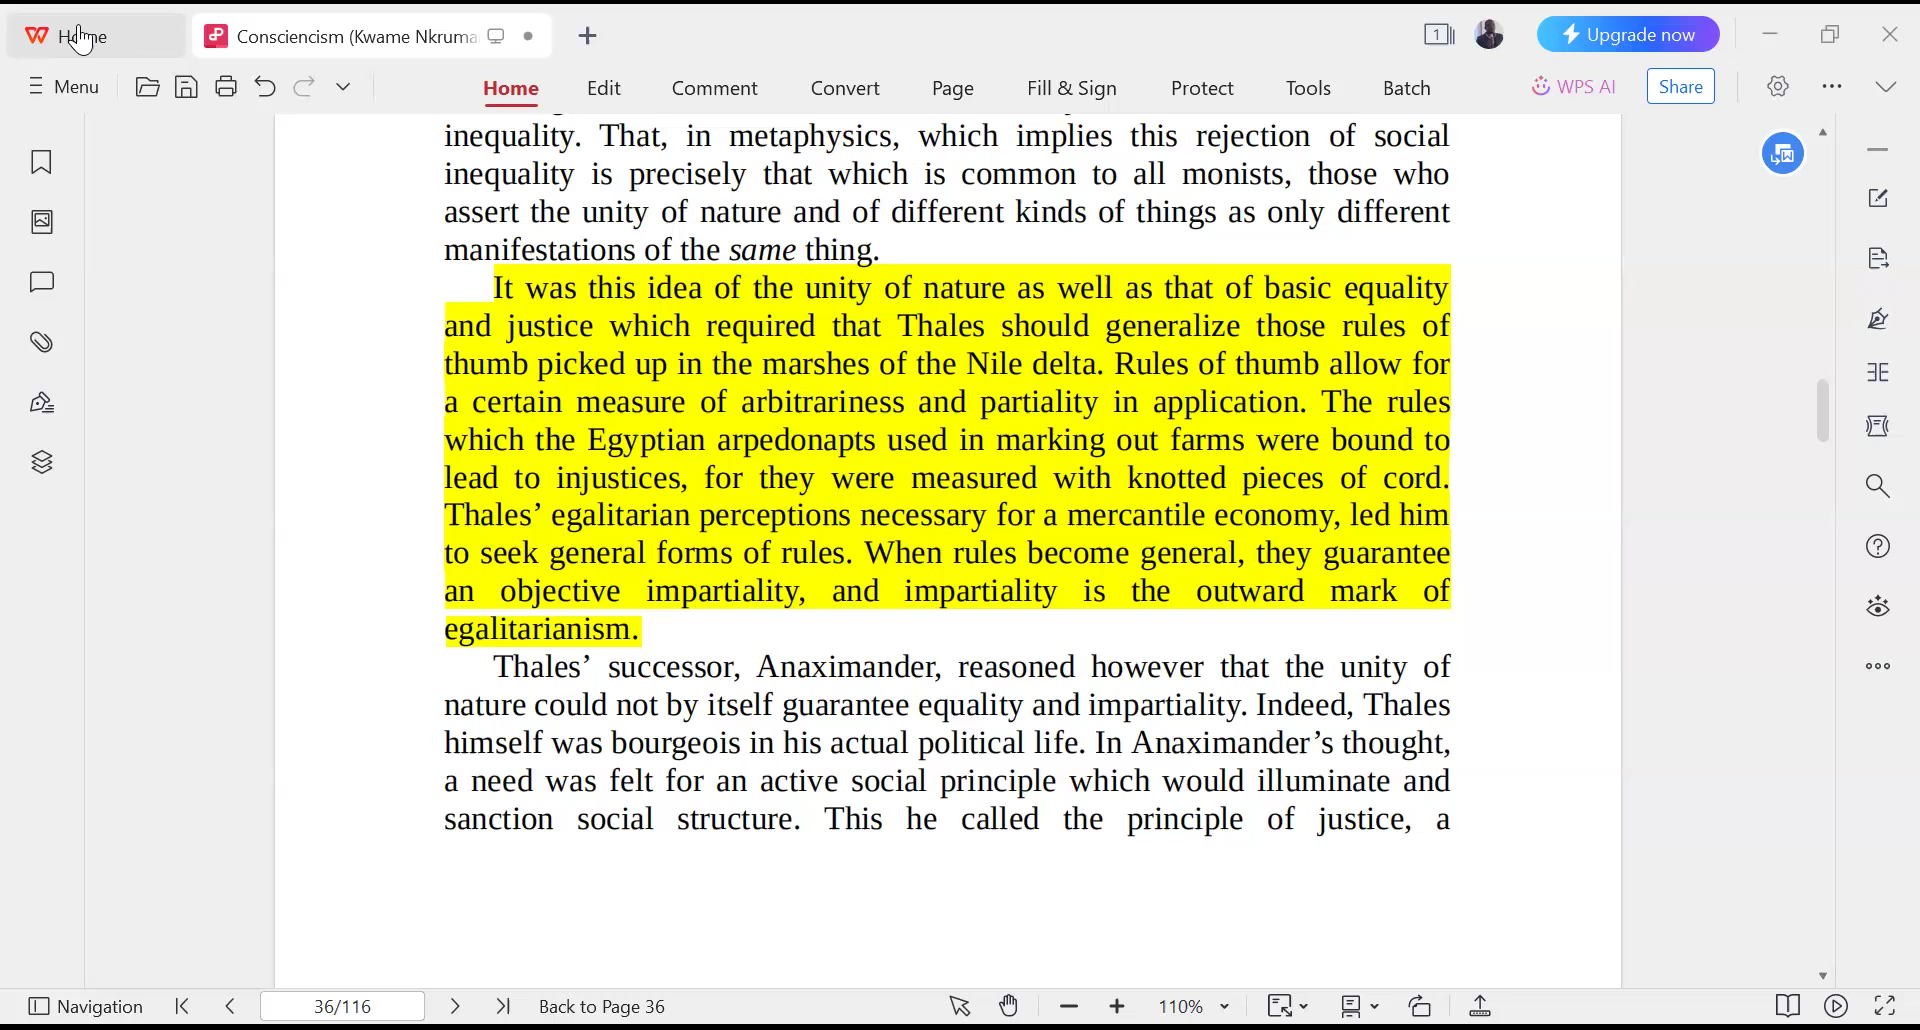 Home
Consciencism (Kwame Nkruma
Upgrade now
Menu
Home Edit Comment Convert Page Fill & Sign Protect Tools Batch
WPS AI
Share
inequality. That, in metaphysics, which implies this rejection of social
inequality is precisely that which is common to all monists, those who
assert the unity of nature and of different kinds of things as only different
manifestations of the same thing.
It was this idea of the unity of nature as well as that of basic equality
and justice which required that Thales should generalize those rules of
thumb picked up in the marshes of the Nile delta. Rules of thumb allow for
a certain measure of arbitrariness and partiality in application. The rules
which the Egyptian arpedonapts used in marking out farms were bound to
lead to injustices, for they were measured with knotted pieces of cord.
Thales’ egalitarian perceptions necessary for a mercantile economy, led him
to seek general forms of rules. When rules become general, they guarantee
an objective impartiality, and impartiality is the outward mark of
egalitarianism.
Thales’ successor, Anaximander, reasoned however that the unity of
nature could not by itself guarantee equality and impartiality. Indeed, Thales
himself was bourgeois in his actual political life. In Anaximander’s thought,
a need was felt for an active social principle which would illuminate and
sanction social structure. This he called the principle of justice, a
Navigation
36/116
Back to Page 36
110%